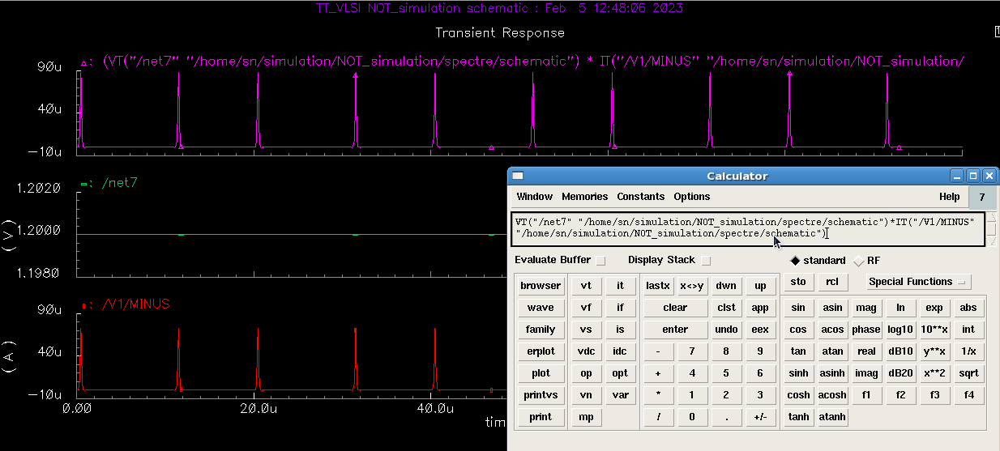 TT_VLSI NOT_simulation schematic : Feb 5 12:48:06 2023
Transient Response
: (VT("/net7" "/home/sn/simulation/NOT_simulation/spectre/schematic") * IT("/V1/MINUS" "/home/sn/simulation/NOT_simulation/
90u
40u
-10u
: /net7
1.2020
1.2000
1.1980
(V)
: /V1/MINUS
90u
40u
-10u
(A)
0.00 20.0u 40.0u
tim
Calculator
Window Memories Constants Options Help 7
VT("/net7" "/home/sn/simulation/NOT_simulation/spectre/schematic")*IT("/V1/MINUS"
"/home/sn/simulation/NOT_simulation/spectre/schematic")
Evaluate Buffer Display Stack standard RF
sto rcl Special Functions
browser vt it lastx x<>y dwn up
wave vf if clear clst app sin asin mag ln exp abs
family vs is enter undo eex cos acos phase log10 10**x int
erplot vdc idc - 7 8 9 tan atan real dB10 y**x 1/x
plot op opt + 4 5 6 sinh asinh imag dB20 x**2 sqrt
printvs vn var * 1 2 3 cosh acosh f1 f2 f3 f4
print mp / 0 . +/- tanh atanh